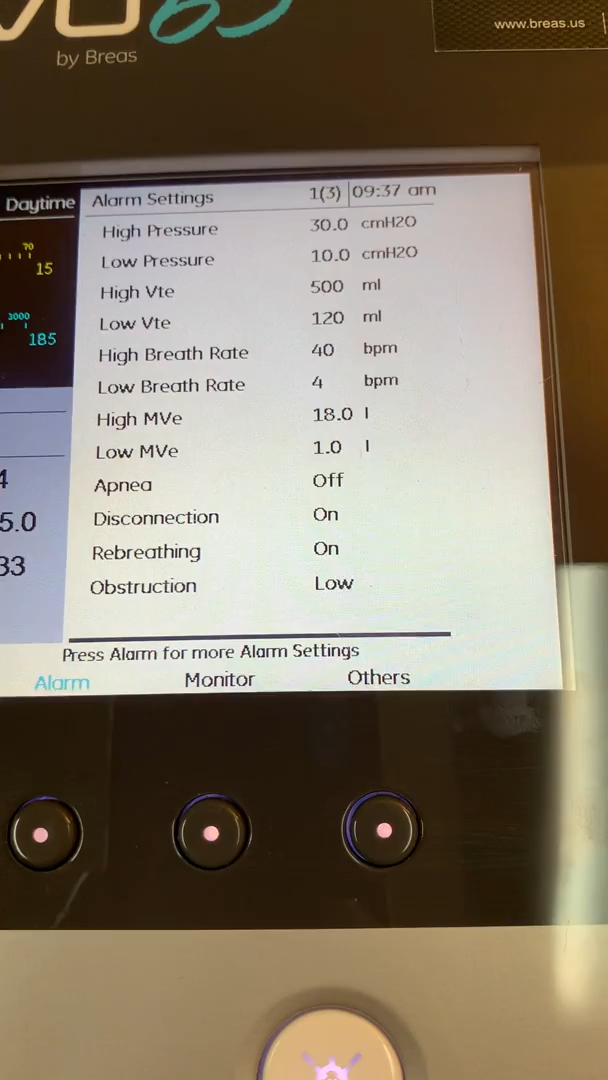 by Breas
www.breas.us
Daytime
Alarm Settings 1(3) 09:37 am
High Pressure 30.0 cmH2O
70
15
Low Pressure 10.0 cmH2O
High Vte 500 ml
3000
185
Low Vte 120 ml
High Breath Rate 40 bpm
Low Breath Rate 4 bpm
High MVe 18.0 l
Low MVe 1.0 l
4
Apnea Off
5.0
Disconnection On
33
Rebreathing On
Obstruction Low
Press Alarm for more Alarm Settings
Alarm Monitor Others